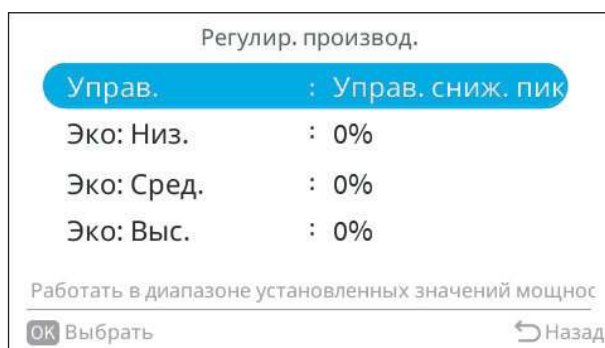 Регулир. производ.
Управ. : Управ. сниж. пик
Эко: Низ. : 0%
Эко: Сред. : 0%
Эко: Выс. : 0%
Работать в диапазоне установленных значений мощнос
OK Выбрать Назад